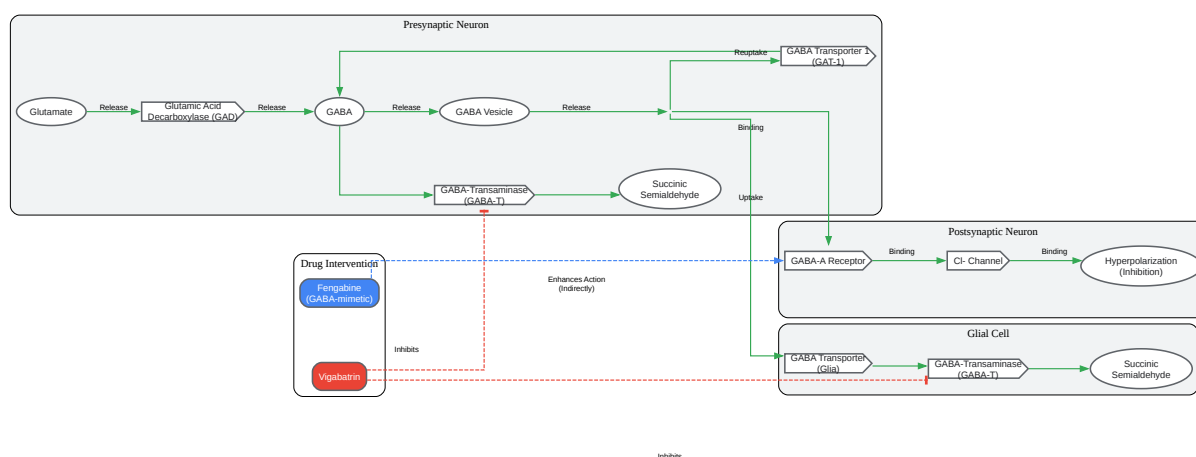 Presynaptic Neuron
Reuptake
GABA Transporter 1
(GAT-1)
Glutamate
Release
Glutamic Acid
Decarboxylase (GAD)
Release
GABA
Release
GABA Vesicle
Release
Binding
GABA-Transaminase
(GABA-T)
Succinic
Semialdehyde
Uptake
Postsynaptic Neuron
GABA-A Receptor
Binding
Cl- Channel
Binding
Hyperpolarization
(Inhibition)
Drug Intervention
Fengabine
(GABA-mimetic)
Enhances Action
(Indirectly)
Inhibits
Vigabatrin
Glial Cell
GABA Transporter
(Glia)
GABA-Transaminase
(GABA-T)
Succinic
Semialdehyde
Inhibits